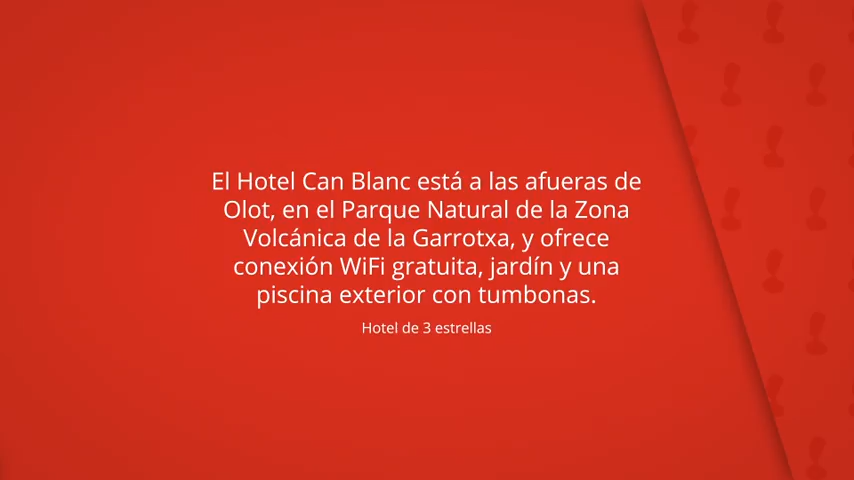 El Hotel Can Blanc está a las afueras de
Olot, en el Parque Natural de la Zona
Volcánica de la Garrotxa, y ofrece
conexión WiFi gratuita, jardín y una
piscina exterior con tumbonas.
Hotel de 3 estrellas